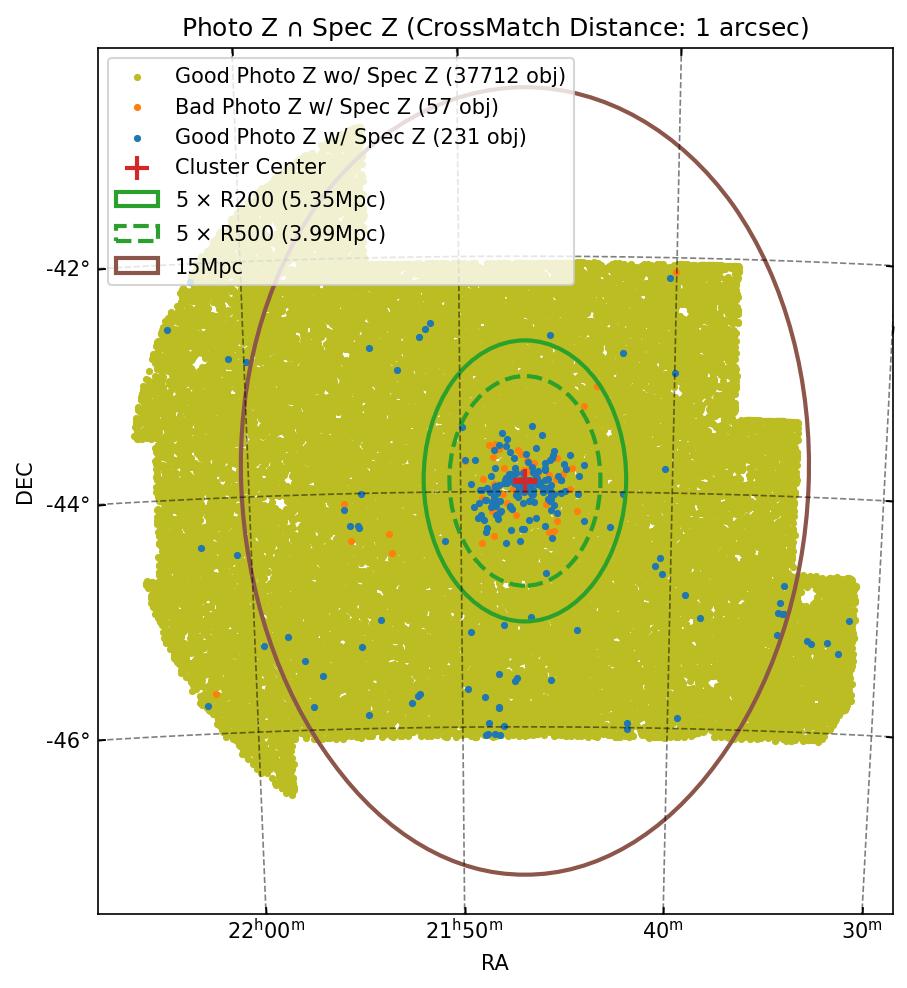 Photo Z ∩ Spec Z (CrossMatch Distance: 1 arcsec)
Good Photo Z wo/ Spec Z (37712 obj)
Bad Photo Z w/ Spec Z (57 obj)
Good Photo Z w/ Spec Z (231 obj)
Cluster Center
5 × R200 (5.35Mpc)
5 × R500 (3.99Mpc)
15Mpc
-42°
-44°
-46°
DEC
22ʰ00ᵐ 21ʰ50ᵐ 40ᵐ 30ᵐ
RA